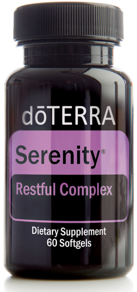 dōTERRA
Serenity®
Restful Complex
Dietary Supplement
60 Softgels